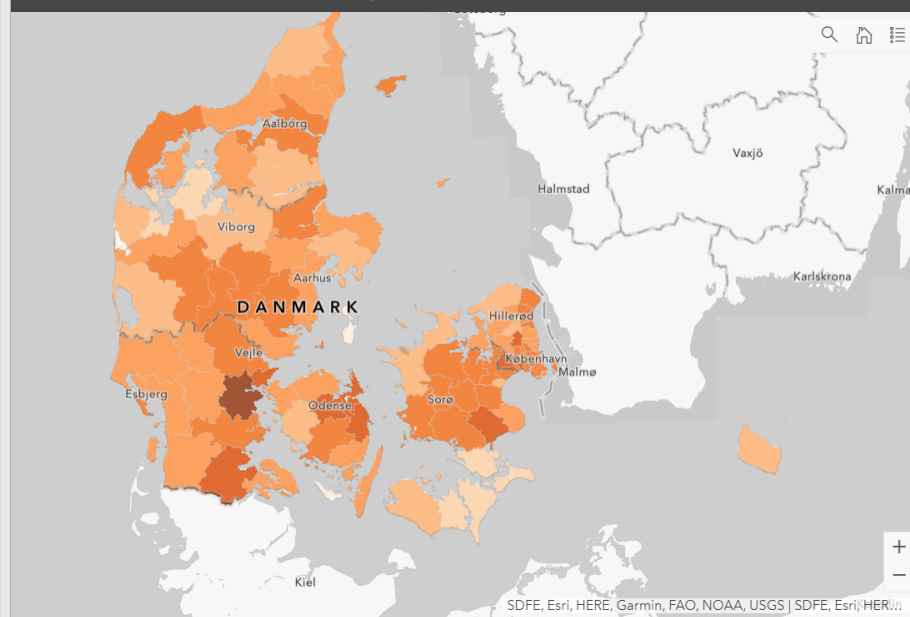 Aalborg
Vaxjö
Halmstad
Viborg
Karlskrona
Aarhus
DANMARK
Hillerød
Vejle
København
Malmø
Esbjerg
Odense
Sorø
Kiel
SDFE, Esri, HERE, Garmin, FAO, NOAA, USGS | SDFE, Esri, HER...